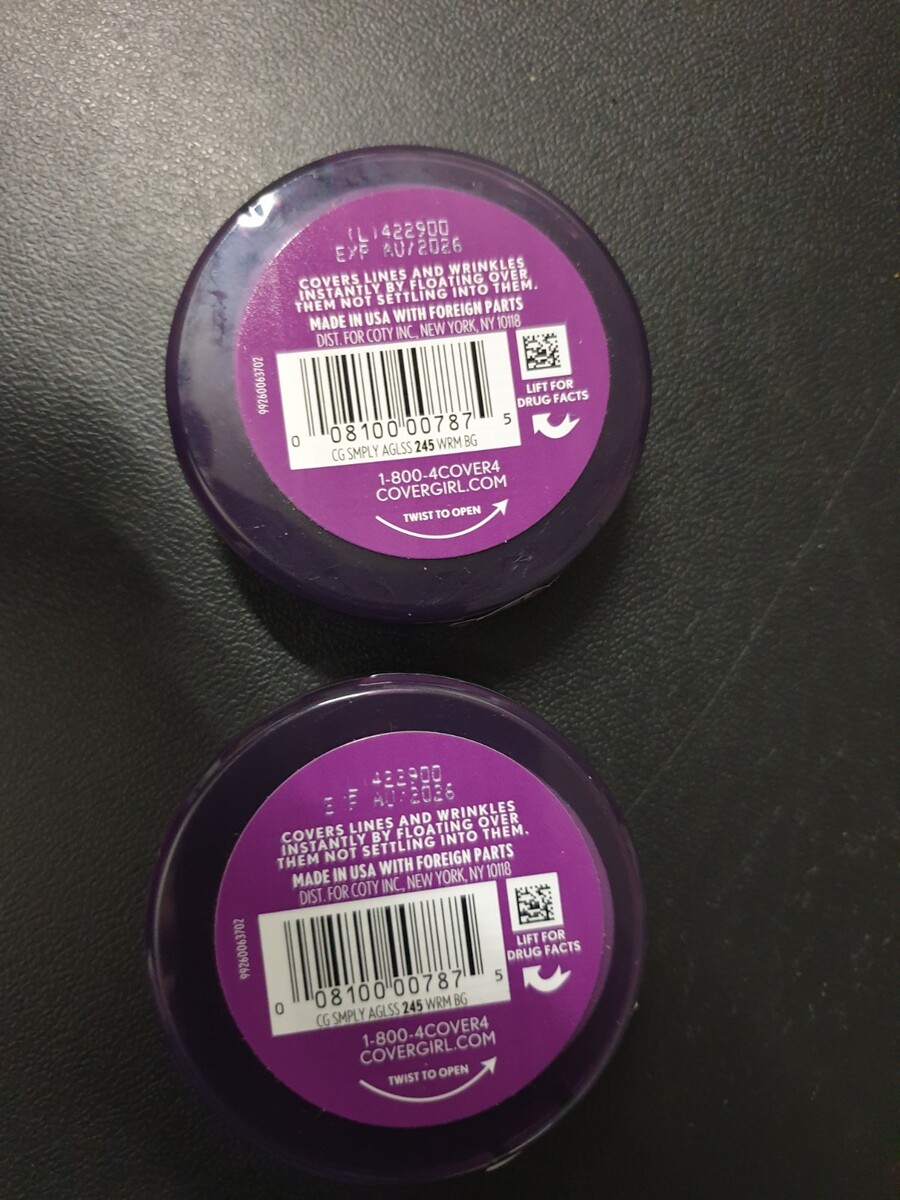 (L)422900
EXP AU/2026
COVERS LINES AND WRINKLES
INSTANTLY BY FLOATING OVER
THEM NOT SETTLING INTO THEM.
MADE IN USA WITH FOREIGN PARTS
DIST. FOR COTY INC., NEW YORK, NY 10118
99260063702
LIFT FOR
DRUG FACTS
0 08100 00787 5
CG SMPLY AGLSS 245 WRM BG
1-800-4COVER4
COVERGIRL.COM
TWIST TO OPEN
AU/2026
COVERS LINES AND WRINKLES
INSTANTLY BY FLOATING OVER
THEM NOT SETTLING INTO THEM.
MADE IN USA WITH FOREIGN PARTS
DIST. FOR COTY INC., NEW YORK, NY 10118
99260063702
LIFT FOR
DRUG FACTS
0 08100 00787 5
CG SMPLY AGLSS 245 WRM BG
1-800-4COVER4
COVERGIRL.COM
TWIST TO OPEN